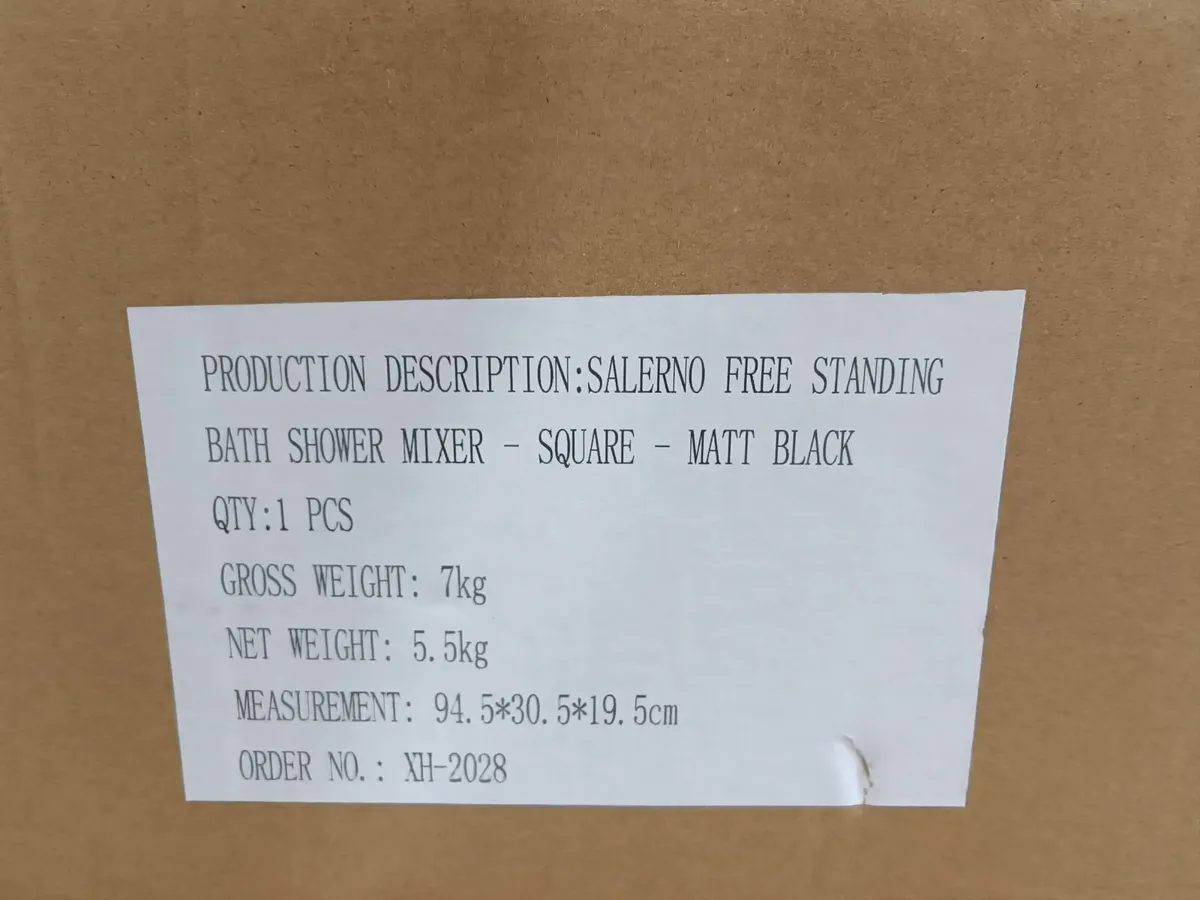 PRODUCTION DESCRIPTION:SALERNO FREE STANDING
BATH SHOWER MIXER - SQUARE - MATT BLACK
QTY:1 PCS
GROSS WEIGHT: 7kg
NET WEIGHT: 5.5kg
MEASUREMENT: 94.5*30.5*19.5cm
ORDER NO.: XH-2028